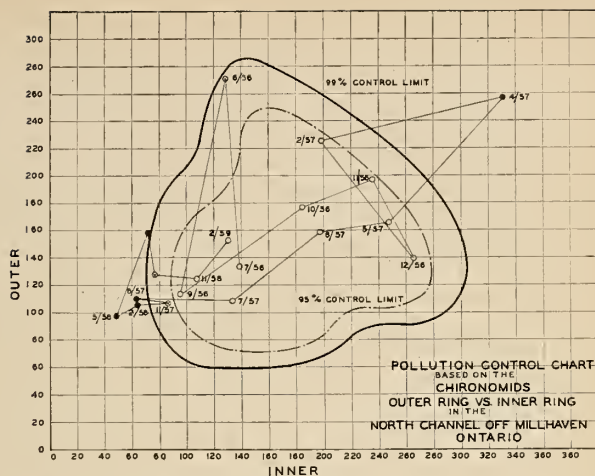 320
300
280
260
240
220
200
180
160
140
120
100
80
60
40
20
0
OUTER
6/56
99% CONTROL LIMIT
4/57
2/57
11/56
10/56
2/59
8/57
5/57
7/56
12/56
11/58
9/56
7/57
95% CONTROL LIMIT
11/57
2/58
POLLUTION CONTROL CHART
BASED ON THE
CHIRONOMIDS
OUTER RING VS. INNER RING
IN THE
NORTH CHANNEL OFF MILLHAVEN
ONTARIO
0 20 40 60 80 100 120 140 160 180 200 220 240 260 280 300 320 340 360 380
INNER